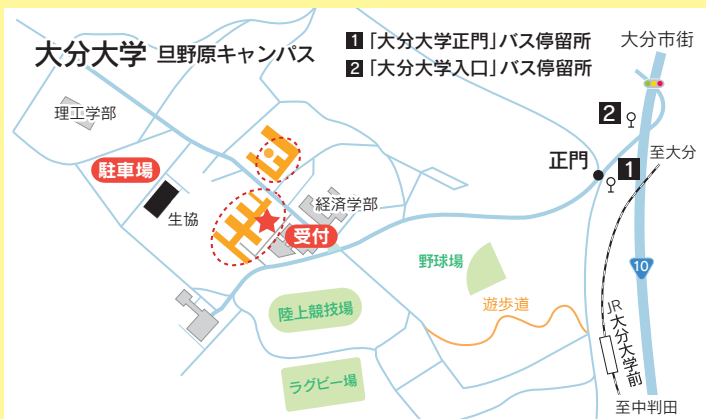 大分大学 旦野原キャンパス
1 「大分大学正門」バス停留所
2 「大分大学入口」バス停留所
大分市街
理工学部
2
駐車場
正門
1
至大分
生協
経済学部
受付
野球場
10
陸上競技場
遊歩道
JR大分大学前
ラグビー場
至中判田